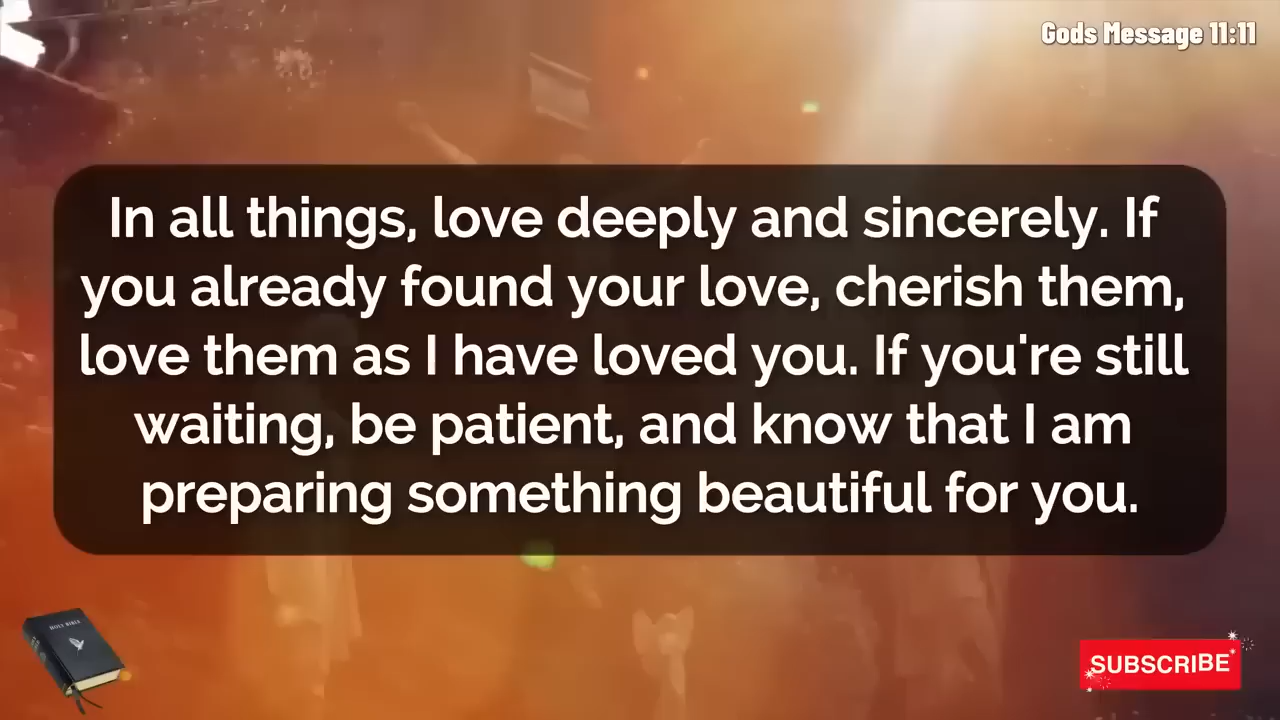 Gods Message 11:11
In all things, love deeply and sincerely. If
you already found your love, cherish them,
love them as I have loved you. If you're still
waiting, be patient, and know that I am
preparing something beautiful for you.
HOLY BIBLE
SUBSCRIBE